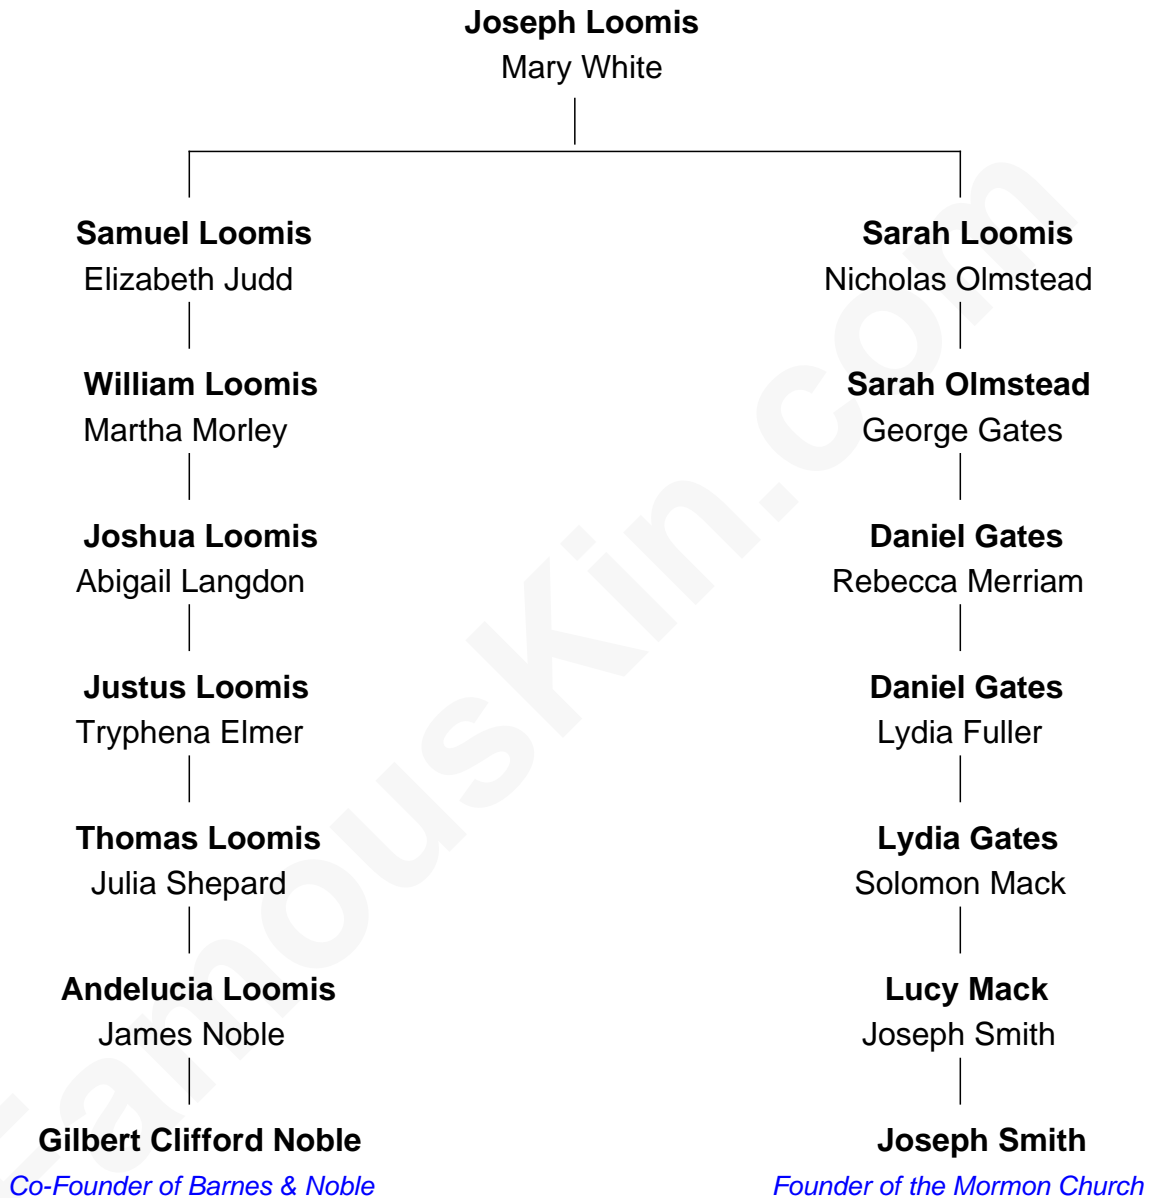 Joseph Loomis
Mary White
Samuel Loomis
Elizabeth Judd
William Loomis
Martha Morley
Joshua Loomis
Abigail Langdon
Justus Loomis
Tryphena Elmer
Thomas Loomis
Julia Shepard
Andelucia Loomis
James Noble
Gilbert Clifford Noble
Co-Founder of Barnes & Noble
Sarah Loomis
Nicholas Olmstead
Sarah Olmstead
George Gates
Daniel Gates
Rebecca Merriam
Daniel Gates
Lydia Fuller
Lydia Gates
Solomon Mack
Lucy Mack
Joseph Smith
Joseph Smith
Founder of the Mormon Church
FamousKin.com